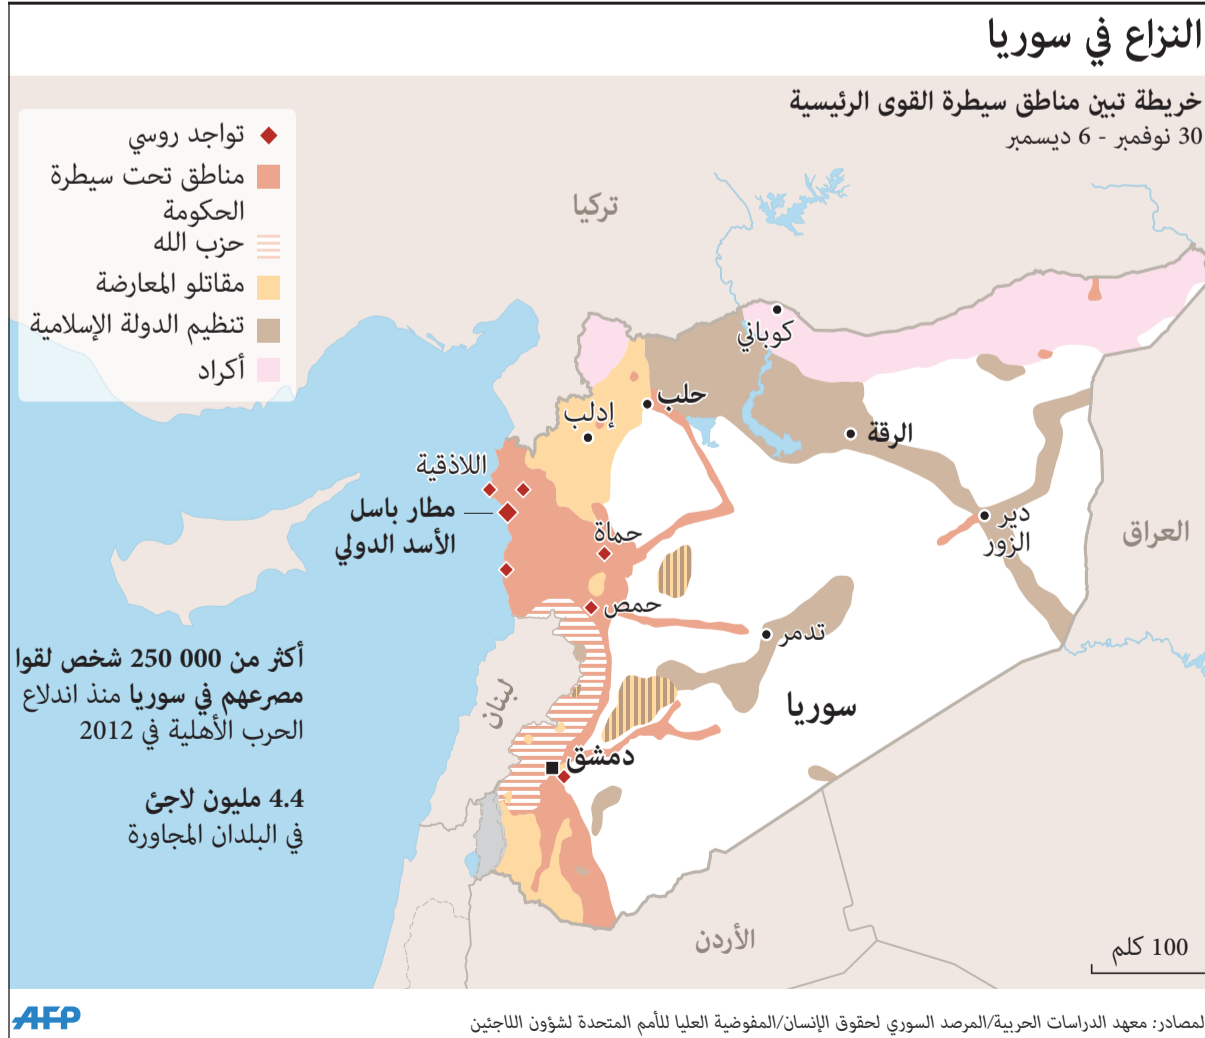 النزاع في سوريا
خريطة تبين مناطق سيطرة القوى الرئيسية
30 نوفمبر - 6 ديسمبر
تواجد روسي
مناطق تحت سيطرة
الحكومة
حزب الله
مقاتلو المعارضة
تنظيم الدولة الإسلامية
أكراد
تركيا
كوباني
حلب
إدلب
الرقة
اللاذقية
مطار باسل
الأسد الدولي
حماة
دير
الزور
العراق
حمص
تدمر
لبنان
سوريا
دمشق
أكثر من 000 250 شخص لقوا
مصرعهم في سوريا منذ اندلاع
الحرب الأهلية في 2012
4.4 مليون لاجئ
في البلدان المجاورة
الأردن
100 كلم
لمصادر: معهد الدراسات الحربية/المرصد السوري لحقوق الإنسان/المفوضية العليا للأمم المتحدة لشؤون اللاجئين
AFP